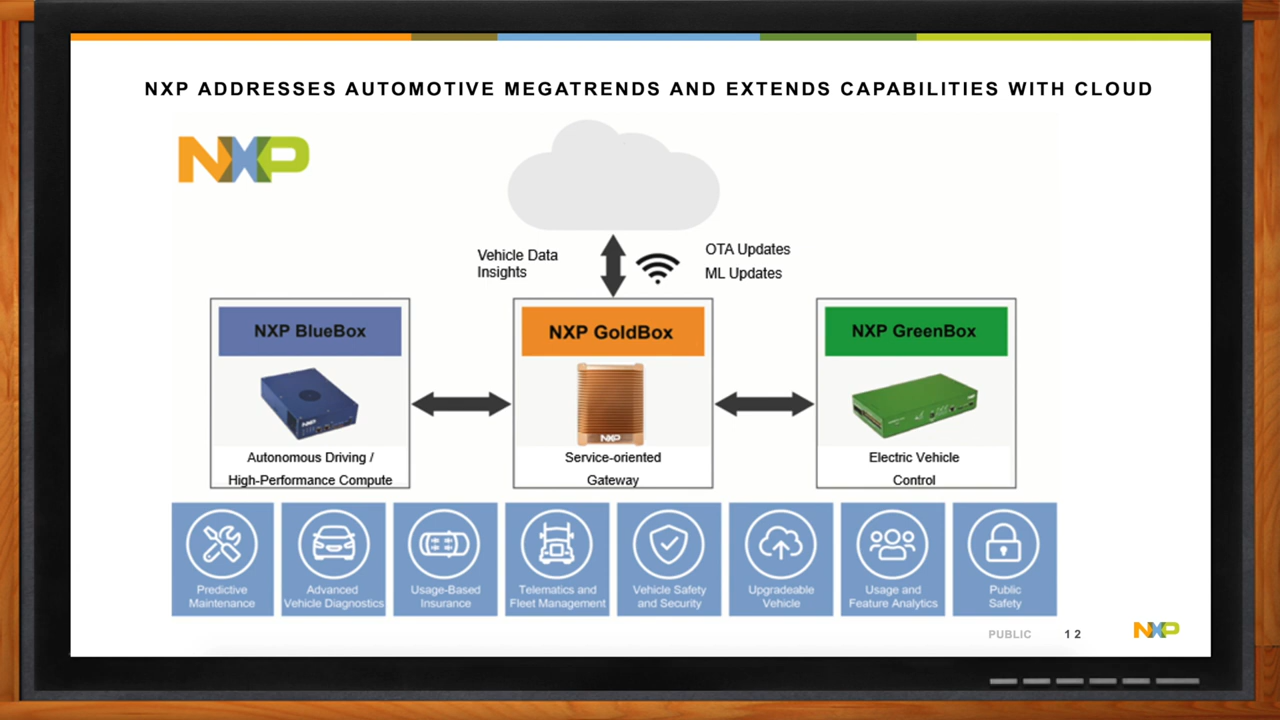 NXP ADDRESSES AUTOMOTIVE MEGATRENDS AND EXTENDS CAPABILITIES WITH CLOUD
NXP
Vehicle Data
Insights
OTA Updates
ML Updates
NXP BlueBox
NXP GoldBox
NXP GreenBox
NXP
NXP
Autonomous Driving /
High-Performance Compute
Service-oriented
Gateway
Electric Vehicle
Control
Predictive
Maintenance
Advanced
Vehicle Diagnostics
Usage-Based
Insurance
Telematics and
Fleet Management
Vehicle Safety
and Security
Upgradeable
Vehicle
Usage and
Feature Analytics
Public
Safety
PUBLIC
12
NXP